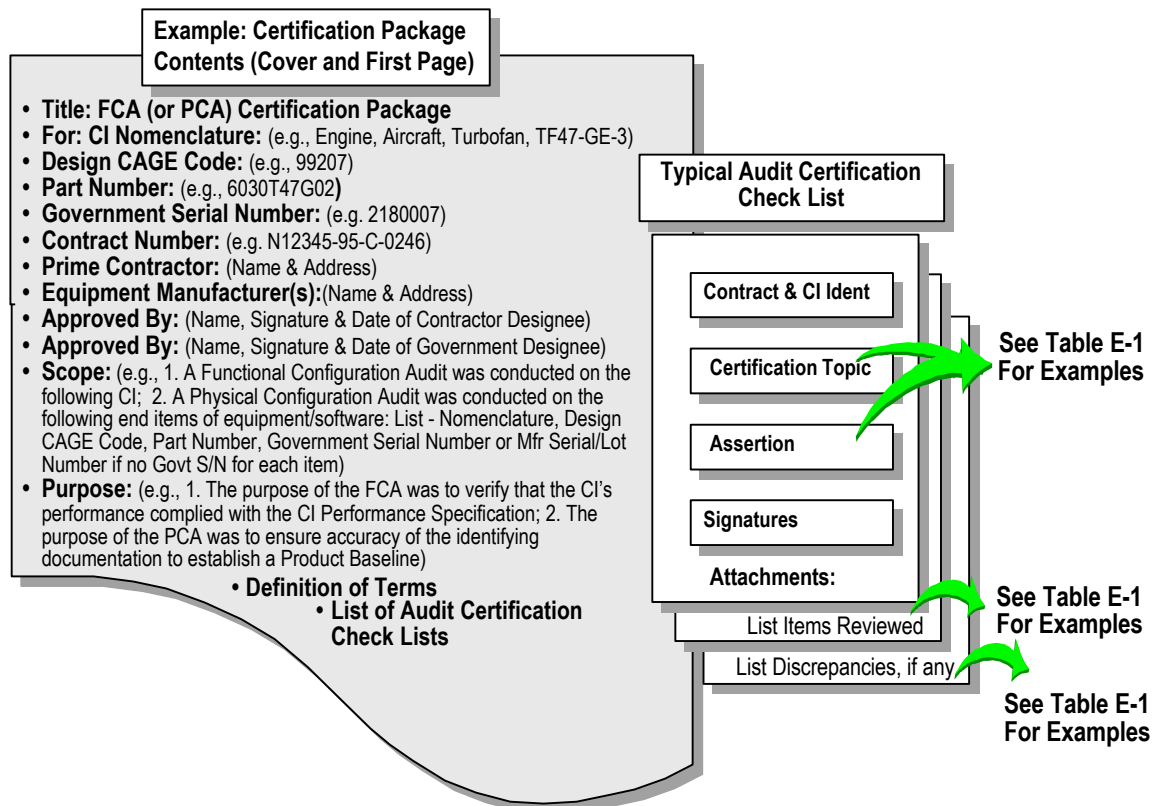 Example: Certification Package
Contents (Cover and First Page)
• Title: FCA (or PCA) Certification Package
• For: CI Nomenclature: (e.g., Engine, Aircraft, Turbofan, TF47-GE-3)
• Design CAGE Code: (e.g., 99207)
• Part Number: (e.g., 6030T47G02)
• Government Serial Number: (e.g. 2180007)
• Contract Number: (e.g. N12345-95-C-0246)
• Prime Contractor: (Name & Address)
• Equipment Manufacturer(s):(Name & Address)
• Approved By: (Name, Signature & Date of Contractor Designee)
• Approved By: (Name, Signature & Date of Government Designee)
• Scope: (e.g., 1. A Functional Configuration Audit was conducted on the
following CI; 2. A Physical Configuration Audit was conducted on the
following end items of equipment/software: List - Nomenclature, Design
CAGE Code, Part Number, Government Serial Number or Mfr Serial/Lot
Number if no Govt S/N for each item)
• Purpose: (e.g., 1. The purpose of the FCA was to verify that the CI's
performance complied with the CI Performance Specification; 2. The
purpose of the PCA was to ensure accuracy of the identifying
documentation to establish a Product Baseline)
• Definition of Terms
• List of Audit Certification
Check Lists
Typical Audit Certification
Check List
Contract & CI Ident
Certification Topic
Assertion
Signatures
Attachments:
List Items Reviewed
List Discrepancies, if any
See Table E-1
For Examples
See Table E-1
For Examples
See Table E-1
For Examples